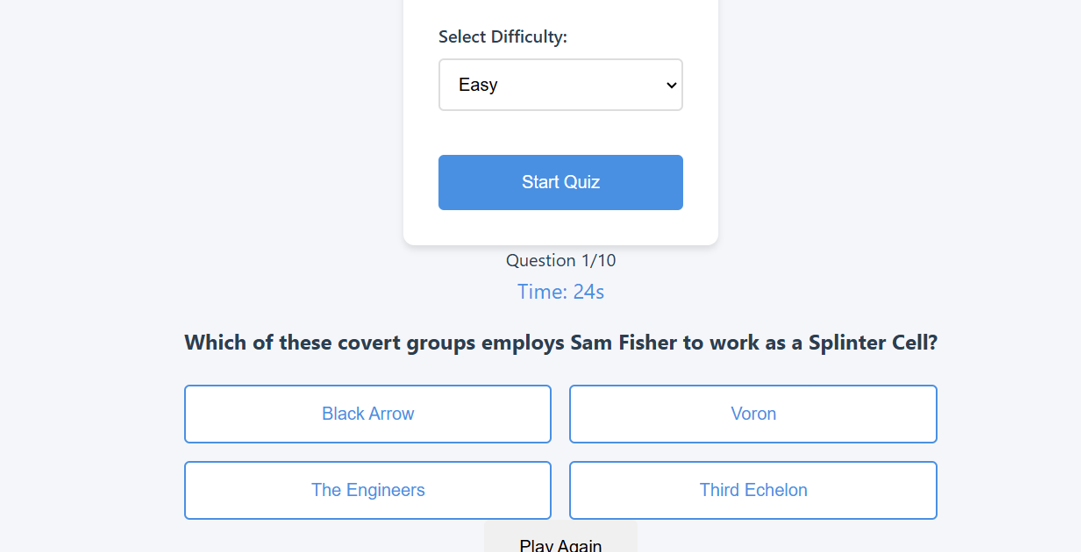 Select Difficulty:
Easy
Start Quiz
Question 1/10
Time: 24s
Which of these covert groups employs Sam Fisher to work as a Splinter Cell?
Black Arrow
Voron
The Engineers
Third Echelon
Play Again